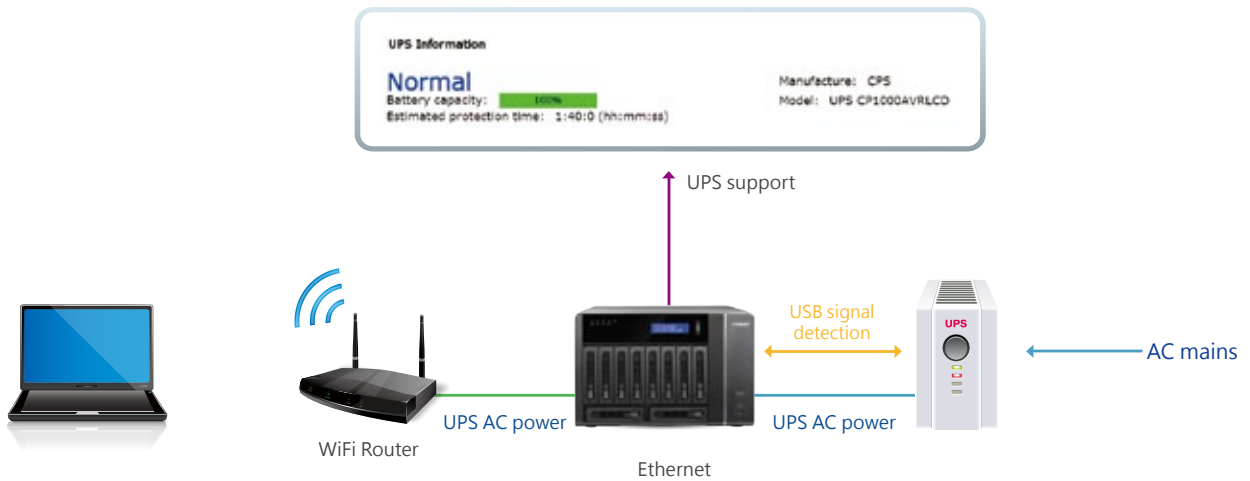 UPS Information
Normal
Battery capacity: 100%
Estimated protection time: 1:40:0 (hh:mm:ss)
Manufacture: CPS
Model: UPS CP1000AVRLCD
UPS support
USB signal
detection
UPS
AC mains
UPS AC power
UPS AC power
WiFi Router
Ethernet